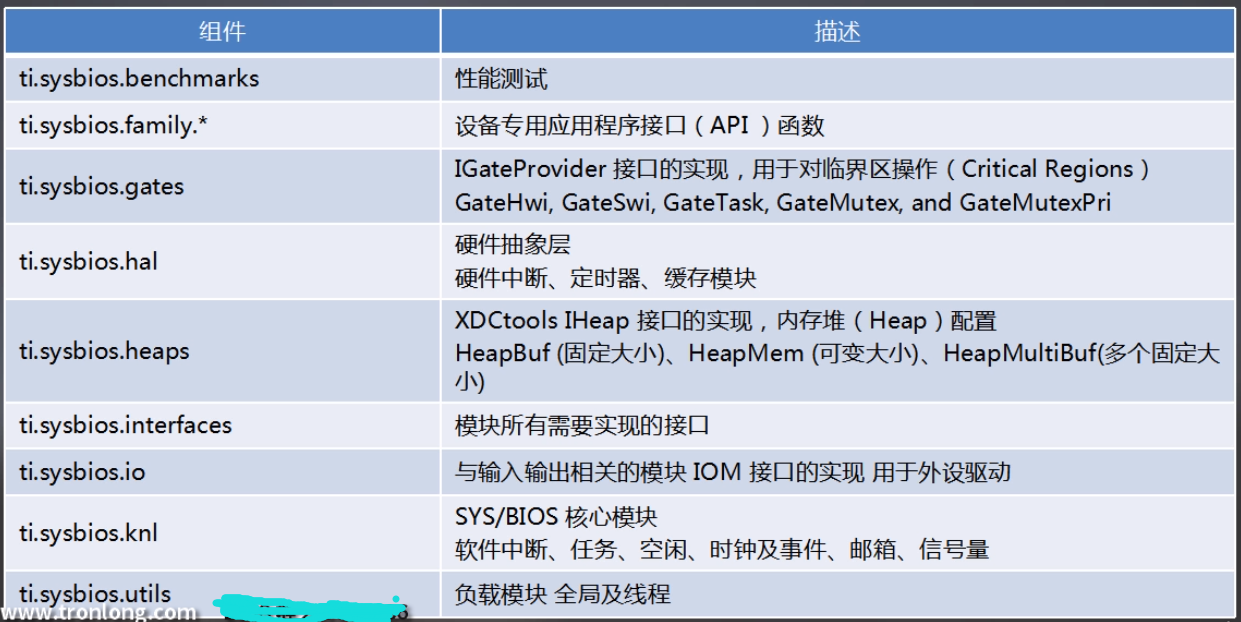 组件 描述
ti.sysbios.benchmarks 性能测试
ti.sysbios.family.* 设备专用应用程序接口（API ）函数
ti.sysbios.gates IGateProvider 接口的实现，用于对临界区操作（Critical Regions）
GateHwi, GateSwi, GateTask, GateMutex, and GateMutexPri
ti.sysbios.hal 硬件抽象层
硬件中断、定时器、缓存模块
ti.sysbios.heaps XDCtools IHeap 接口的实现，内存堆（Heap）配置
HeapBuf (固定大小)、HeapMem (可变大小)、HeapMultiBuf(多个固定大
小)
ti.sysbios.interfaces 模块所有需要实现的接口
ti.sysbios.io 与输入输出相关的模块 IOM 接口的实现 用于外设驱动
ti.sysbios.knl SYS/BIOS 核心模块
软件中断、任务、空闲、时钟及事件、邮箱、信号量
ti.sysbios.utils 负载模块 全局及线程
www.tronlong.com